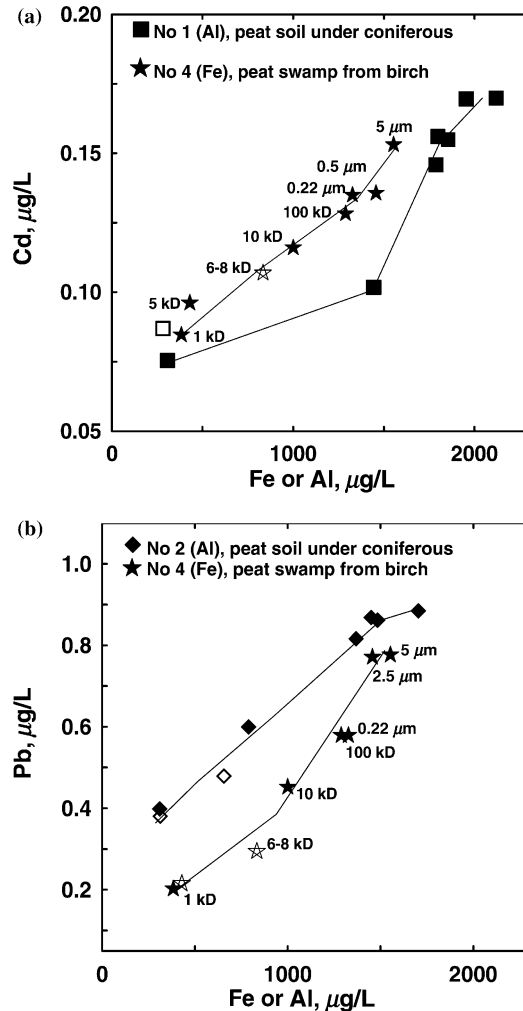 (a)
No 1 (Al), peat soil under coniferous
No 4 (Fe), peat swamp from birch
0.20
0.15
0.10
0.05
Cd, µg/L
5 µm
0.5 µm
0.22 µm
100 kD
10 kD
6-8 kD
5 kD
1 kD
0 1000 2000
Fe or Al, µg/L
(b)
No 2 (Al), peat soil under coniferous
No 4 (Fe), peat swamp from birch
1.0
0.8
0.6
0.4
0.2
Pb, µg/L
5 µm
2.5 µm
0.22 µm
100 kD
10 kD
6-8 kD
1 kD
0 1000 2000
Fe or Al, µg/L